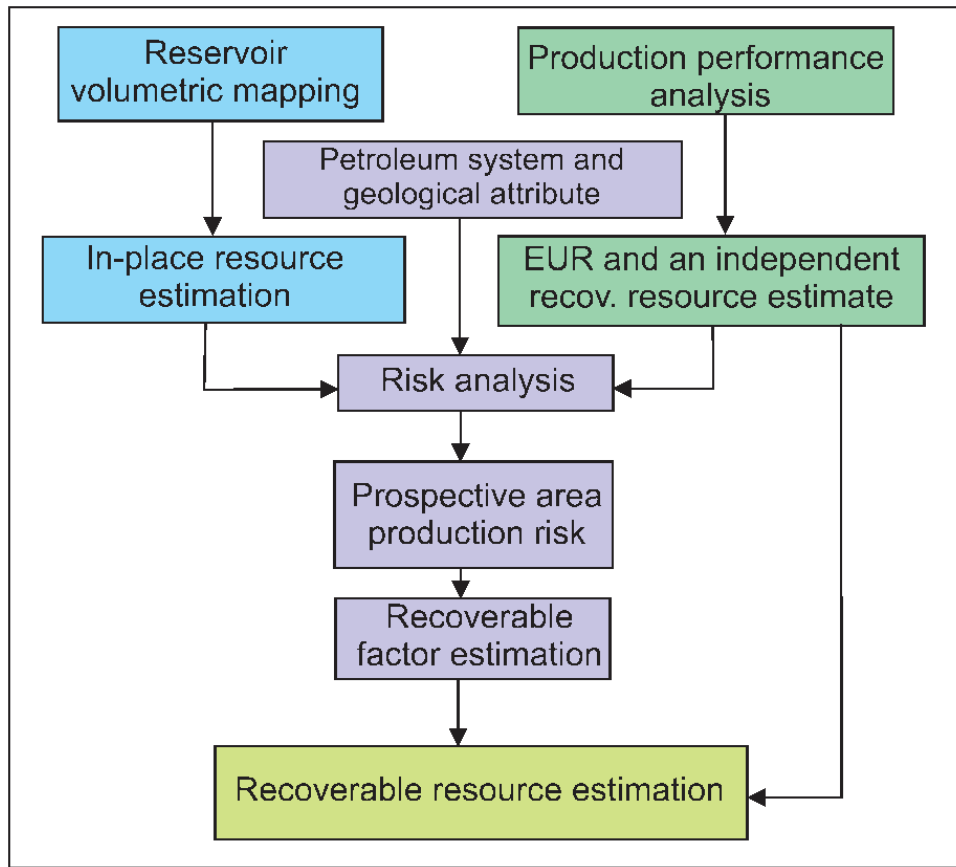 Reservoir
volumetric mapping
Production performance
analysis
Petroleum system and
geological attribute
In-place resource
estimation
EUR and an independent
recov. resource estimate
Risk analysis
Prospective area
production risk
Recoverable
factor estimation
Recoverable resource estimation